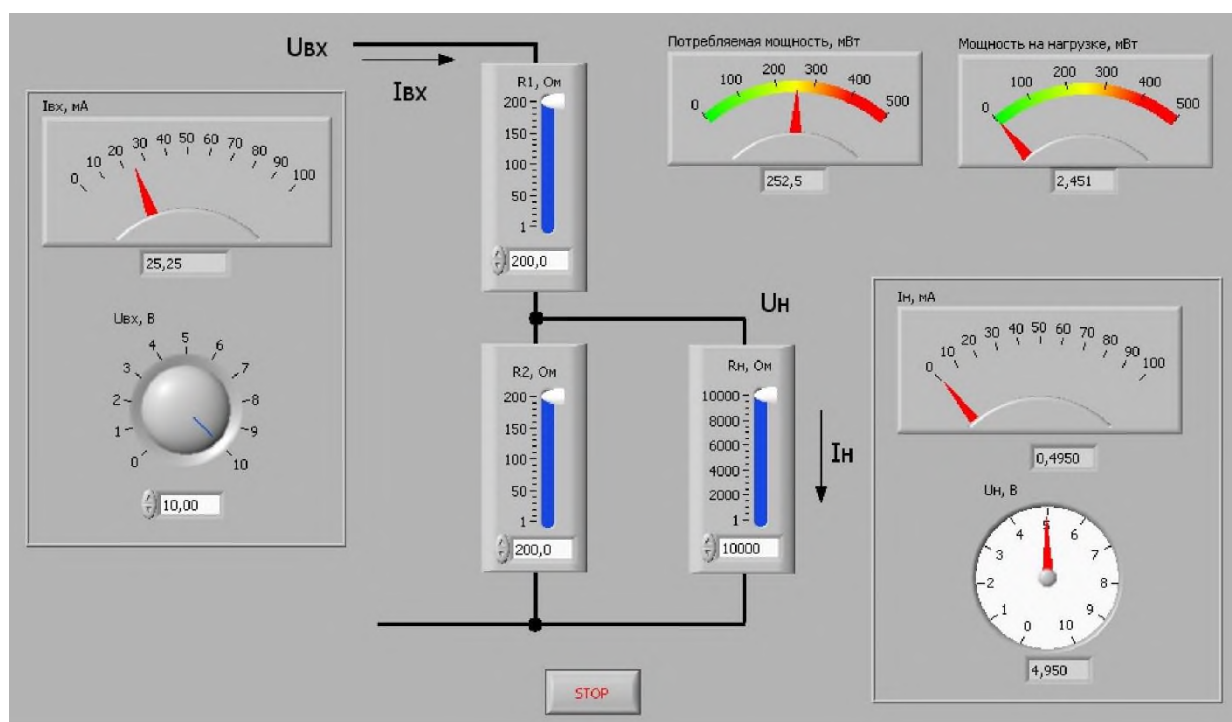 Uвх
Iвх
Iвх, мА
0 10 20 30 40 50 60 70 80 90 100
25,25
Uвх, В
0 1 2 3 4 5 6 7 8 9 10
10,00
R1, Ом
200
150
100
50
1
200,0
R2, Ом
200
150
100
50
1
200,0
Uн
Rн, Ом
10000
8000
6000
4000
2000
1
10000
Iн
Потребляемая мощность, мВт
0 100 200 300 400 500
252,5
Мощность на нагрузке, мВт
0 100 200 300 400 500
2,451
Iн, мА
0 10 20 30 40 50 60 70 80 90 100
0,4950
Uн, В
0 1 2 3 4 5 6 7 8 9 10
4,950
STOP